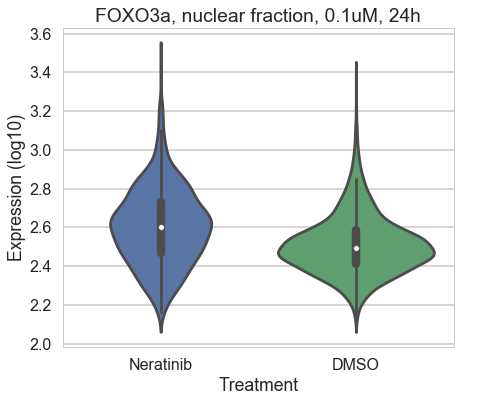 FOXO3a, nuclear fraction, 0.1uM, 24h
3.6
3.4
3.2
3.0
2.8
2.6
2.4
2.2
2.0
Expression (log10)
Neratinib DMSO
Treatment